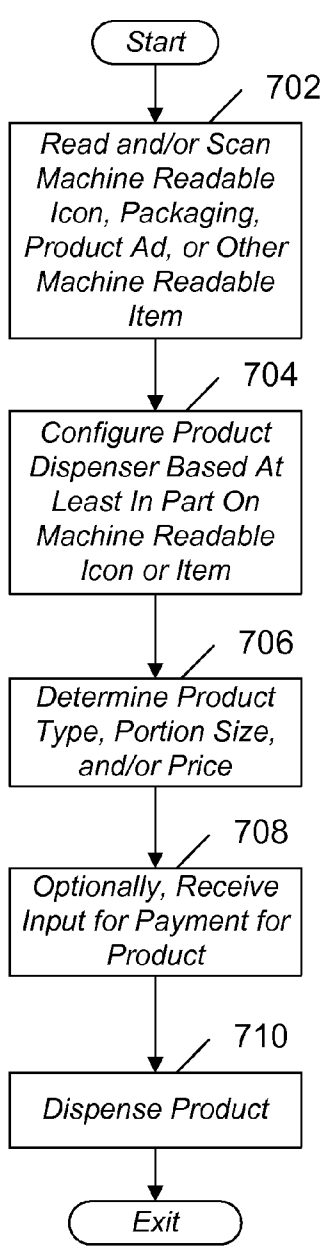 Start
702
Read and/or Scan
Machine Readable
Icon, Packaging,
Product Ad, or Other
Machine Readable
Item
704
Configure Product
Dispenser Based At
Least In Part On
Machine Readable
Icon or Item
706
Determine Product
Type, Portion Size,
and/or Price
708
Optionally, Receive
Input for Payment for
Product
710
Dispense Product
Exit